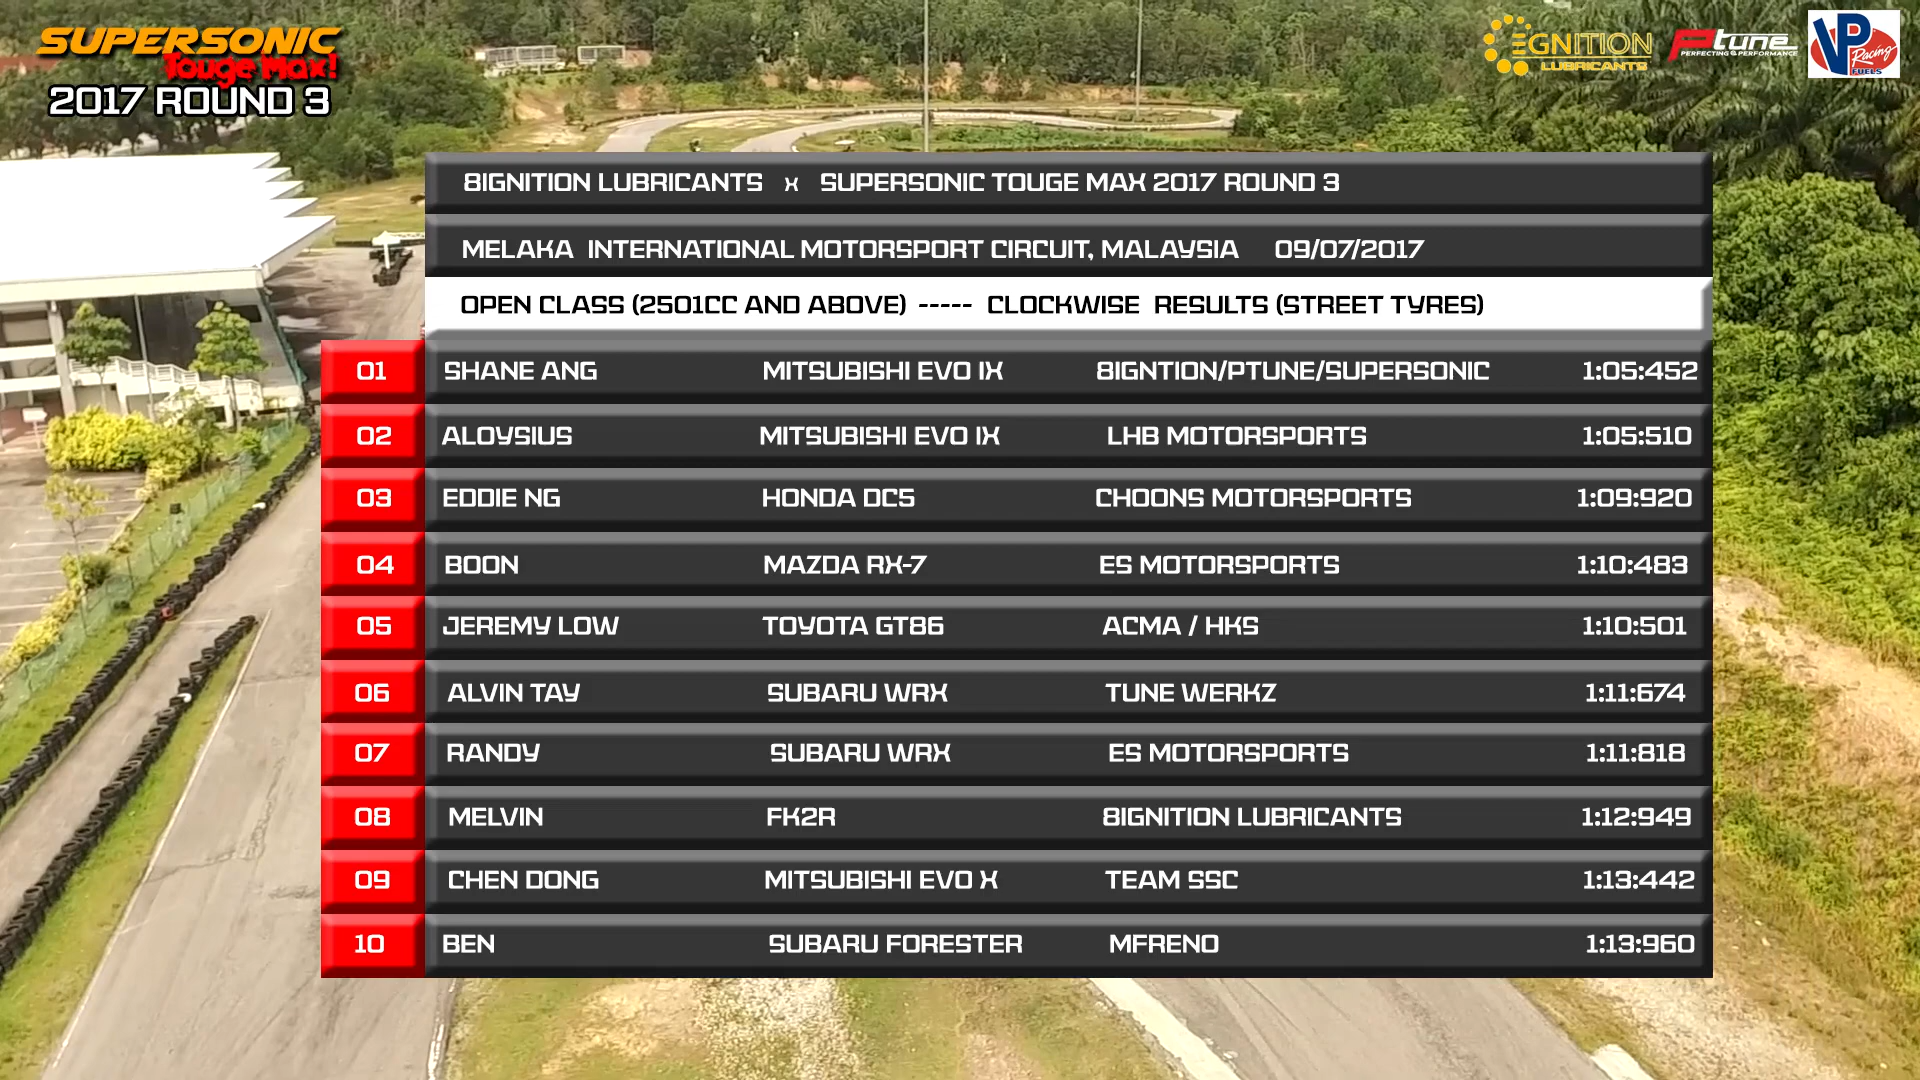 SUPERSONIC
Touge Max!
2017 ROUND 3
8IGNITION
LUBRICANTS
Ptune
PERFECTING PERFORMANCE
VP
Racing
FUELS
8IGNITION LUBRICANTS x SUPERSONIC TOUGE MAX 2017 ROUND 3
MELAKA INTERNATIONAL MOTORSPORT CIRCUIT, MALAYSIA 09/07/2017
OPEN CLASS (2501CC AND ABOVE) ----- CLOCKWISE RESULTS (STREET TYRES)
01 SHANE ANG MITSUBISHI EVO IX 8IGNTION/PTUNE/SUPERSONIC 1:05:452
02 ALOYSIUS MITSUBISHI EVO IX LHB MOTORSPORTS 1:05:510
03 EDDIE NG HONDA DC5 CHOONS MOTORSPORTS 1:09:920
04 BOON MAZDA RX-7 ES MOTORSPORTS 1:10:483
05 JEREMY LOW TOYOTA GT86 ACMA / HKS 1:10:501
06 ALVIN TAY SUBARU WRX TUNE WERKZ 1:11:674
07 RANDY SUBARU WRX ES MOTORSPORTS 1:11:818
08 MELVIN FK2R 8IGNITION LUBRICANTS 1:12:949
09 CHEN DONG MITSUBISHI EVO X TEAM SSC 1:13:442
10 BEN SUBARU FORESTER MFRENO 1:13:960